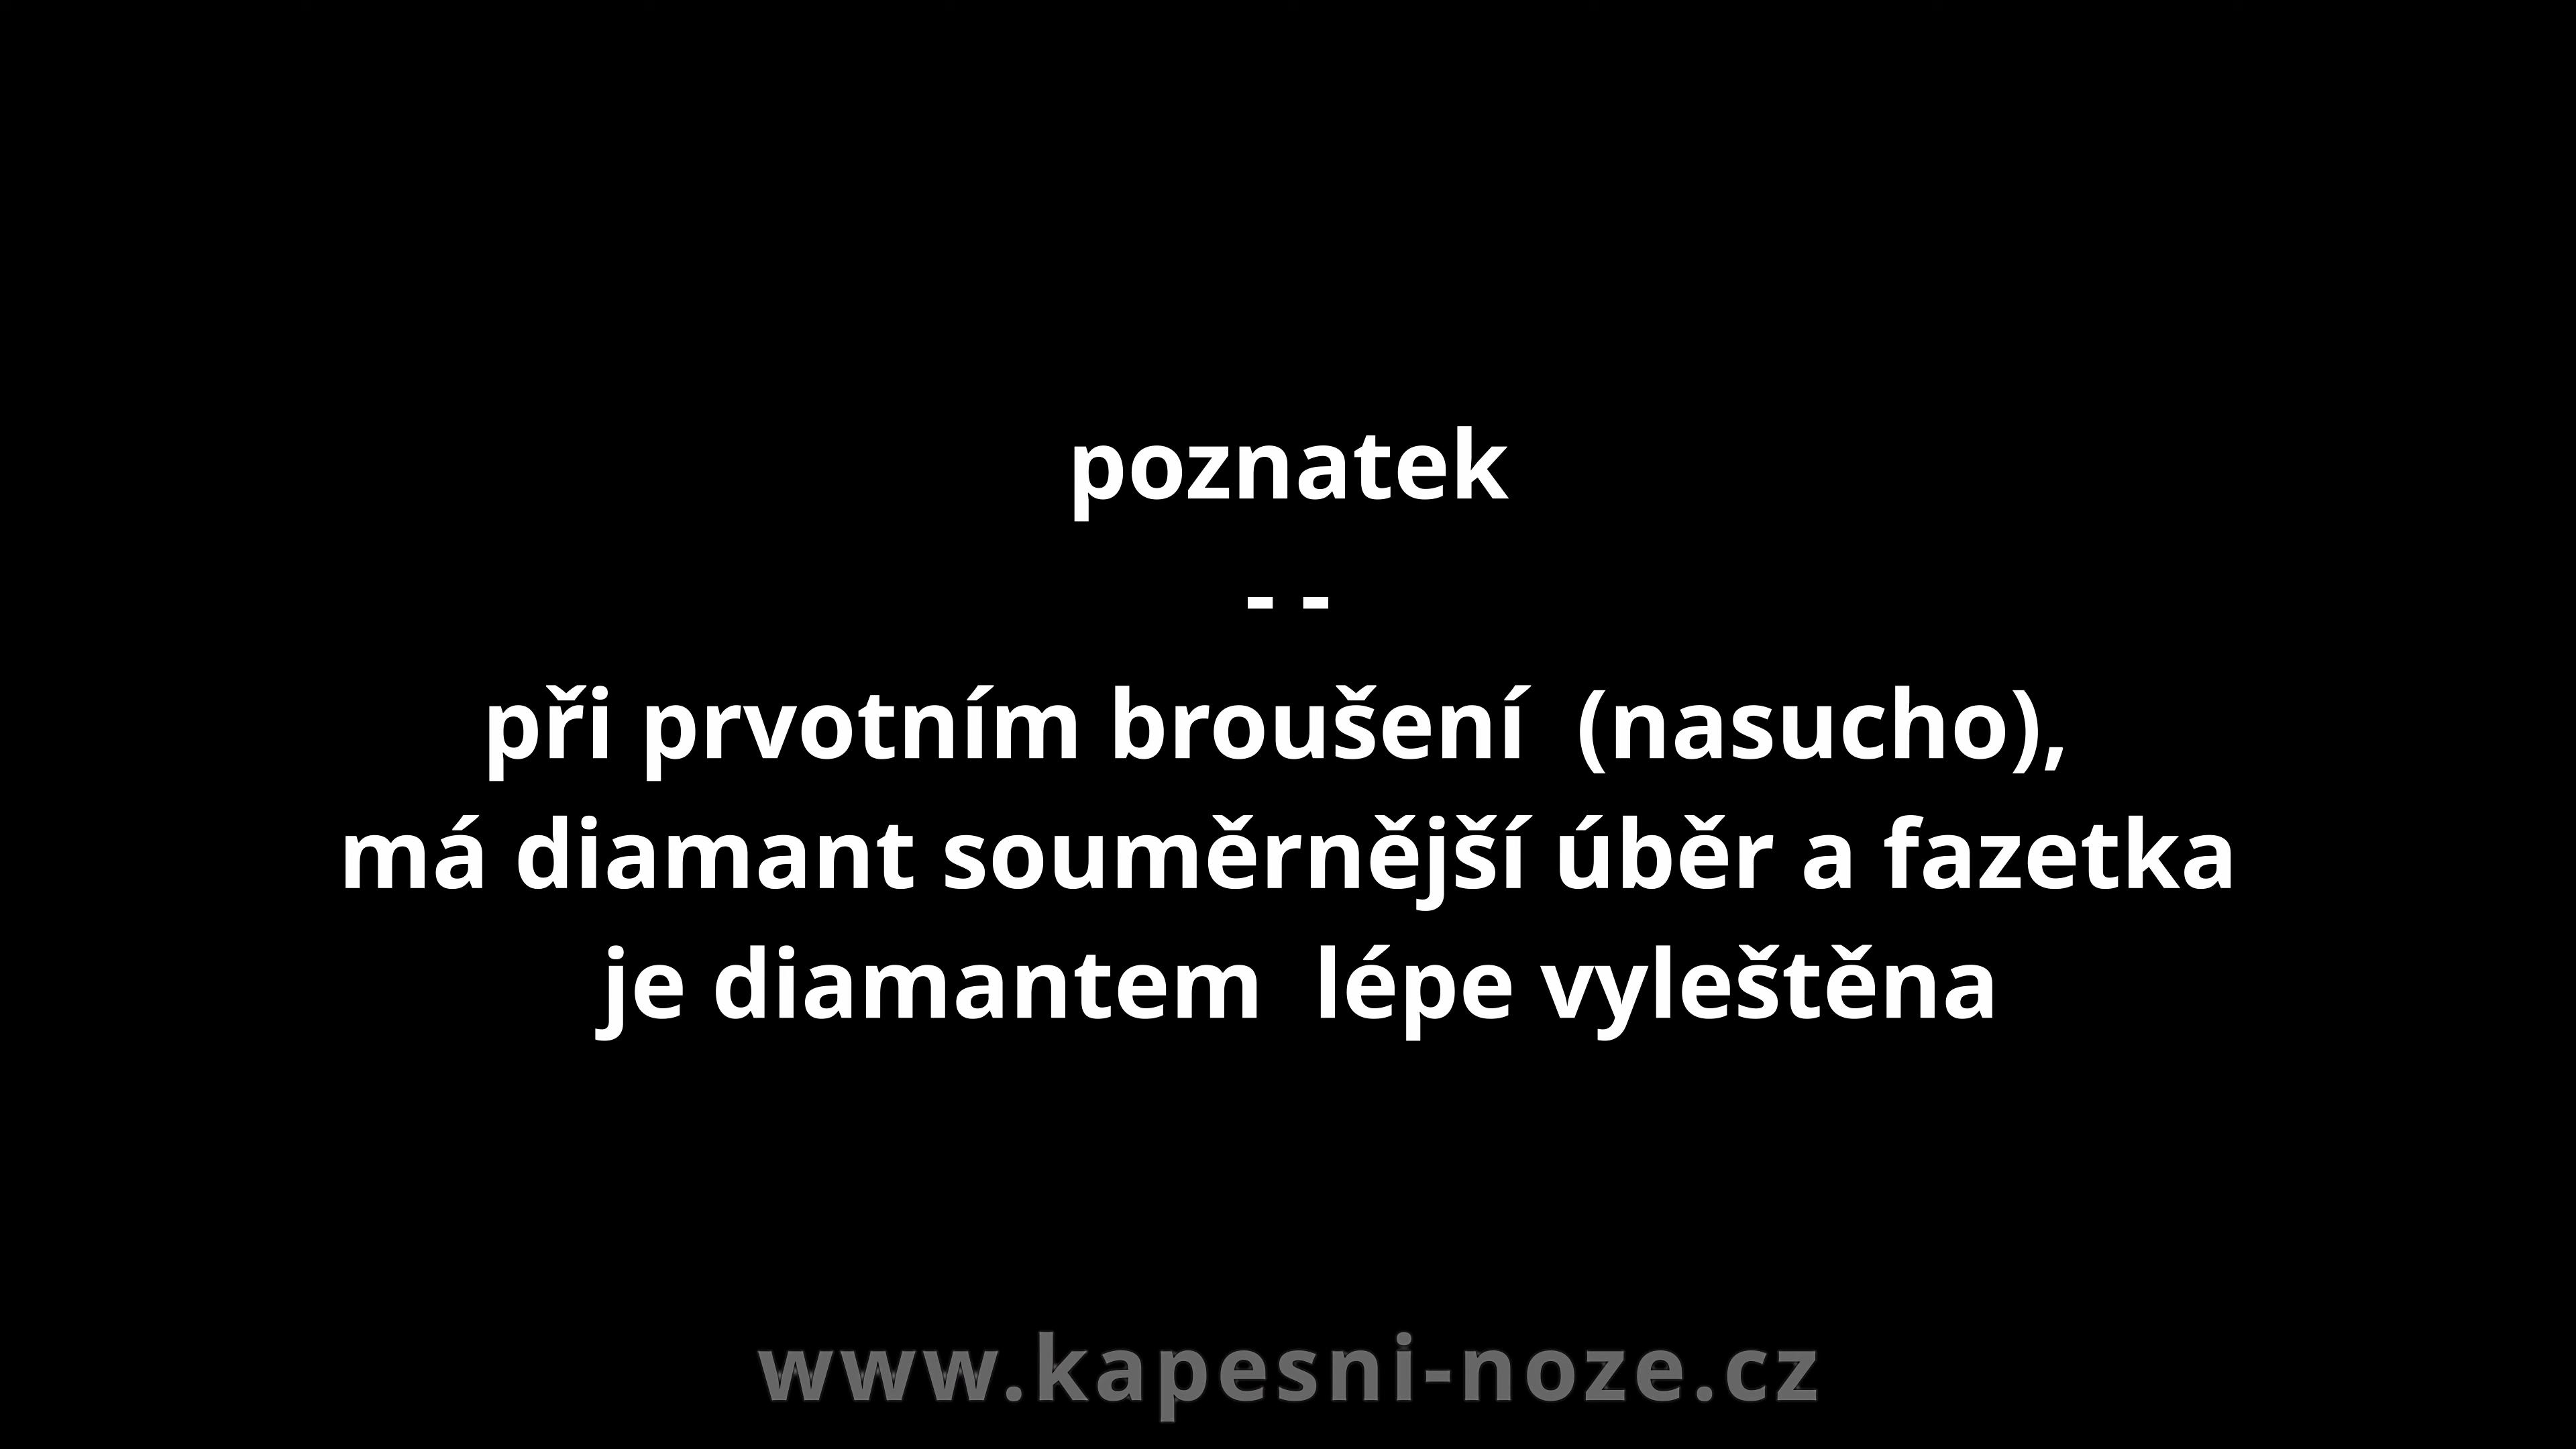 poznatek
- -
při prvotním broušení  (nasucho),
má diamant souměrnější úběr a fazetka
je diamantem  lépe vyleštěna
www.kapesni-noze.cz